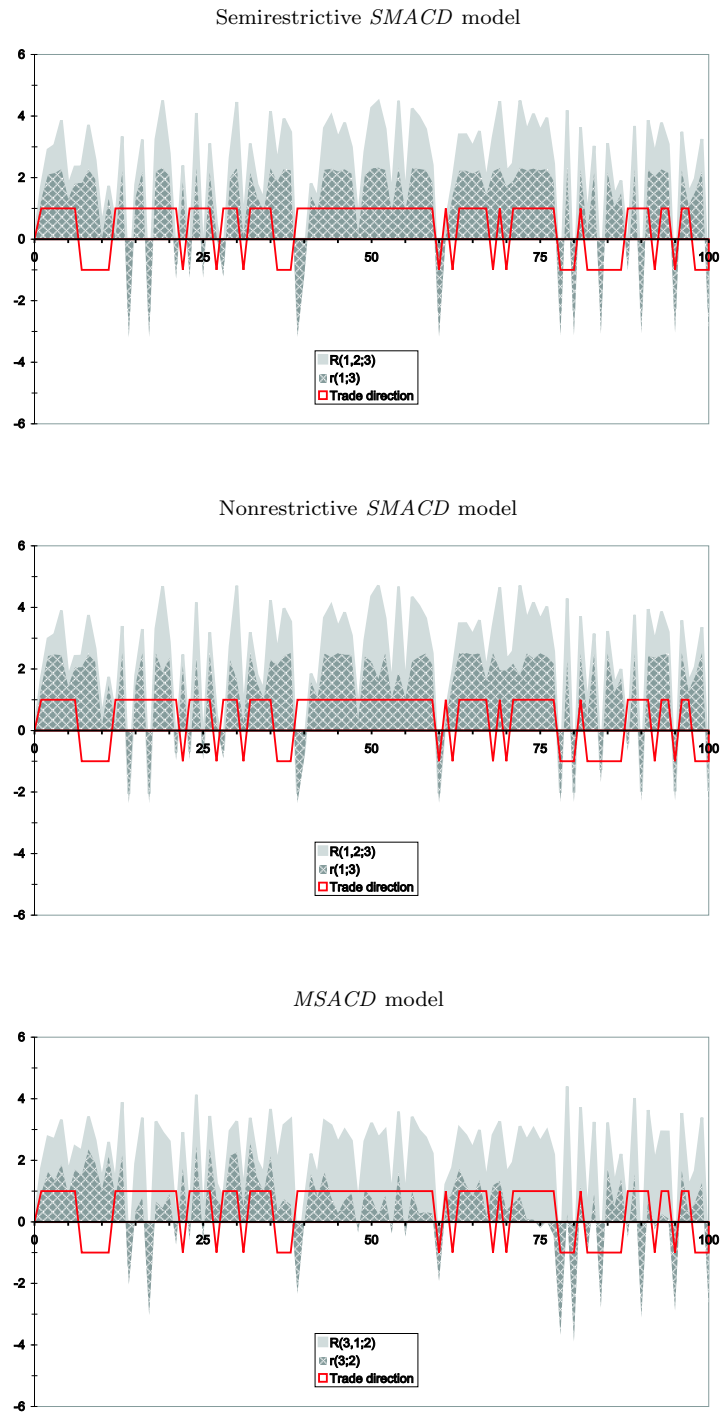 Semirestrictive SMACD model
6
4
2
0
0 25 50 75 100
-2
R(1,2;3)
r(1;3)
Trade direction
-4
-6
Nonrestrictive SMACD model
6
4
2
0
0 25 50 75 100
-2
R(1,2;3)
r(1;3)
Trade direction
-4
-6
MSACD model
6
4
2
0
0 25 50 75 100
-2
R(3,1;2)
r(3;2)
Trade direction
-4
-6